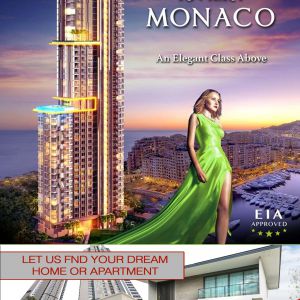 MONACO
An Elegant Class Above
EIA
APPROVED
LET US FND YOUR DREAM
HOME OR APARTMENT